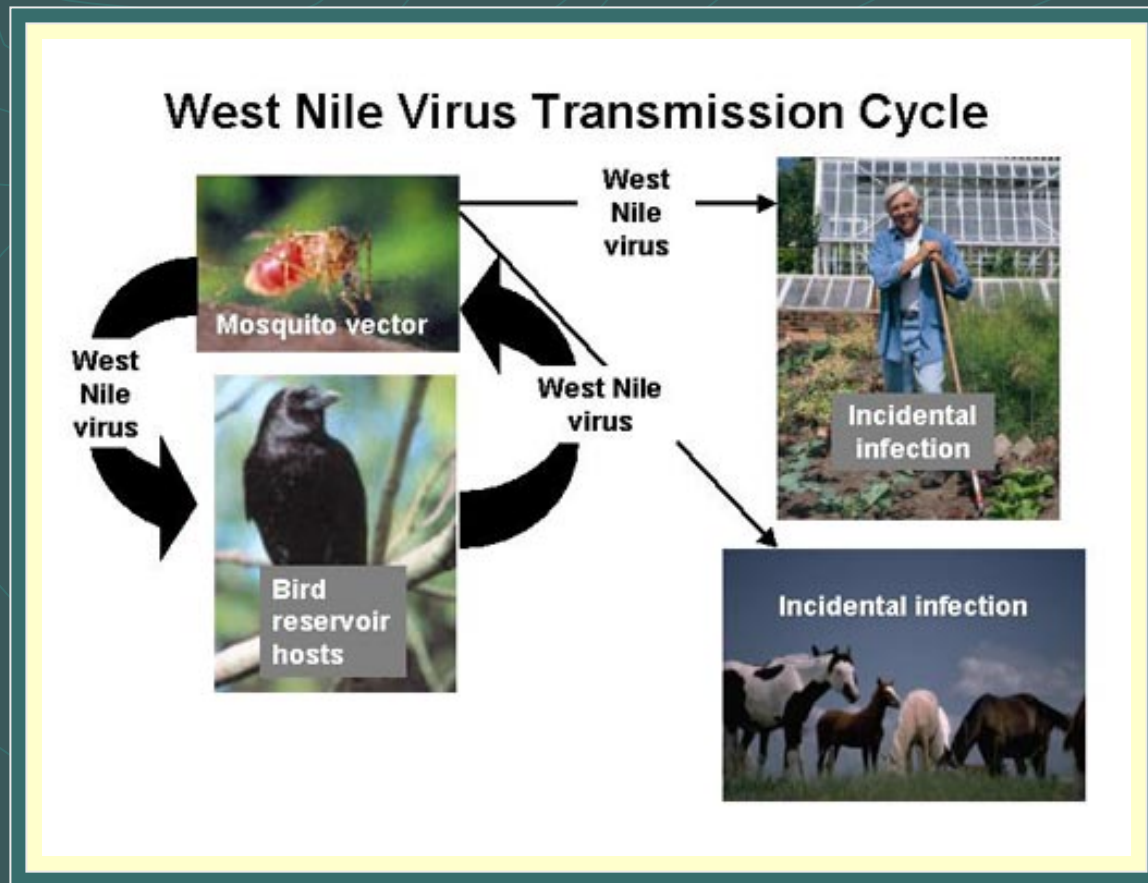 West Nile Virus Transmission Cycle
West
Nile
virus
Mosquito vector
West
Nile
virus
West Nile
virus
Incidental
infection
Bird
reservoir
hosts
Incidental infection